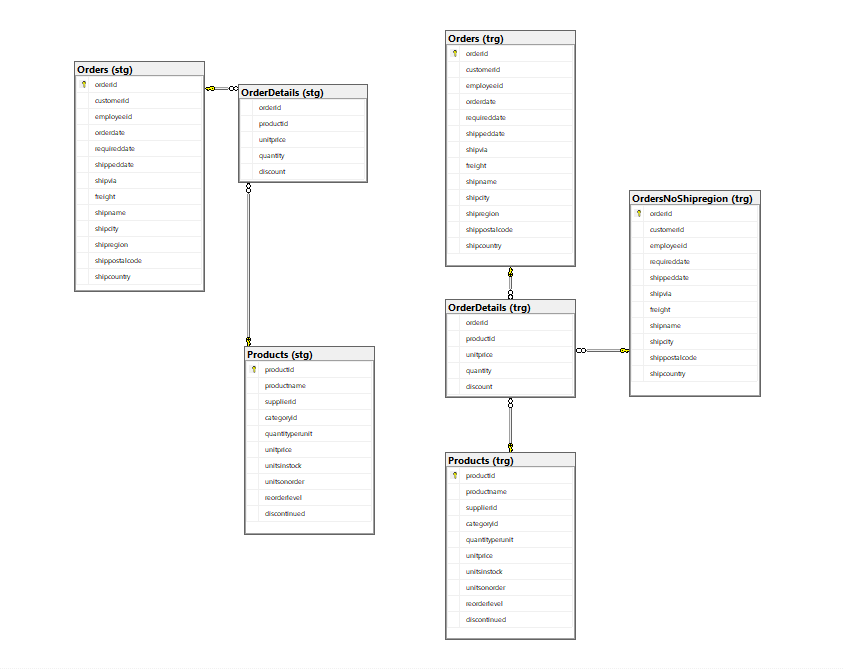 Orders (stg)
orderid
customerid
employeeid
orderdate
requireddate
shippeddate
shipvia
freight
shipname
shipcity
shipregion
shippostalcode
shipcountry
OrderDetails (stg)
orderid
productid
unitprice
quantity
discount
Products (stg)
productid
productname
supplierid
categoryid
quantityperunit
unitprice
unitsinstock
unitsonorder
reorderlevel
discontinued
Orders (trg)
orderid
customerid
employeeid
orderdate
requireddate
shippeddate
shipvia
freight
shipname
shipcity
shipregion
shippostalcode
shipcountry
OrderDetails (trg)
orderid
productid
unitprice
quantity
discount
Products (trg)
productid
productname
supplierid
categoryid
quantityperunit
unitprice
unitsinstock
unitsonorder
reorderlevel
discontinued
OrdersNoShipregion (trg)
orderid
customerid
employeeid
requireddate
shippeddate
shipvia
freight
shipname
shipcity
shippostalcode
shipcountry